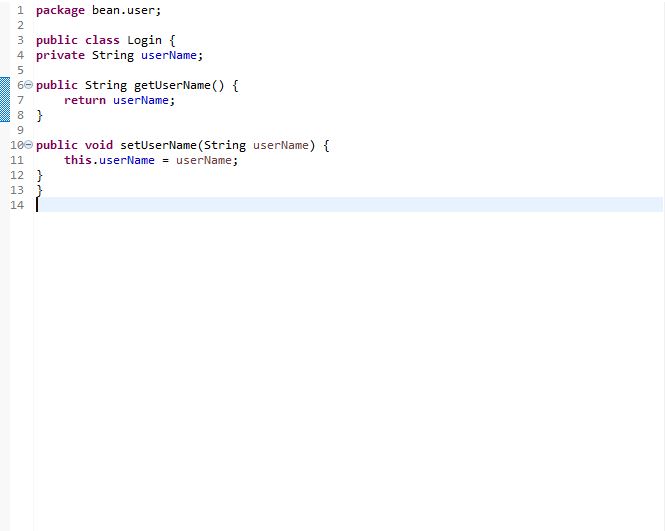 1 package bean.user;
2
3 public class Login {
4 private String userName;
5
6 public String getUserName() {
7     return userName;
8 }
9
10 public void setUserName(String userName) {
11     this.userName = userName;
12 }
13 }
14